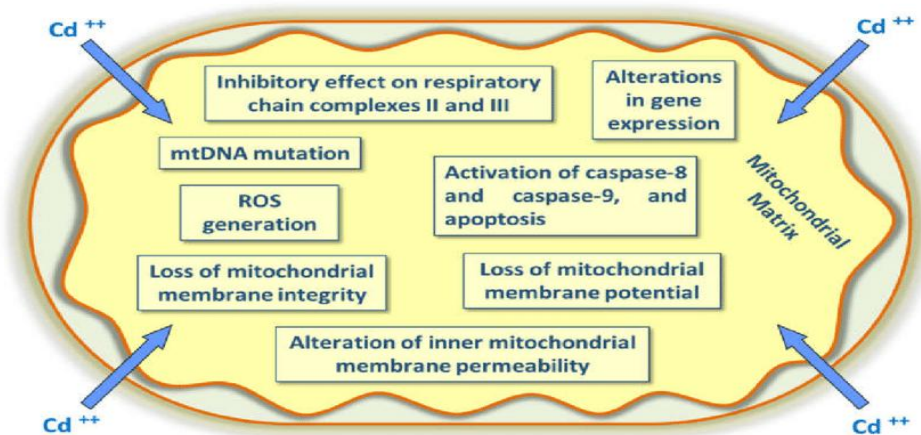 Cd ++
Cd ++
Inhibitory effect on respiratory
chain complexes II and III
Alterations
in gene
expression
mtDNA mutation
Activation of caspase-8
and caspase-9, and
apoptosis
Mitochondrial
Matrix
ROS
generation
Loss of mitochondrial
membrane integrity
Loss of mitochondrial
membrane potential
Alteration of inner mitochondrial
membrane permeability
Cd ++
Cd ++